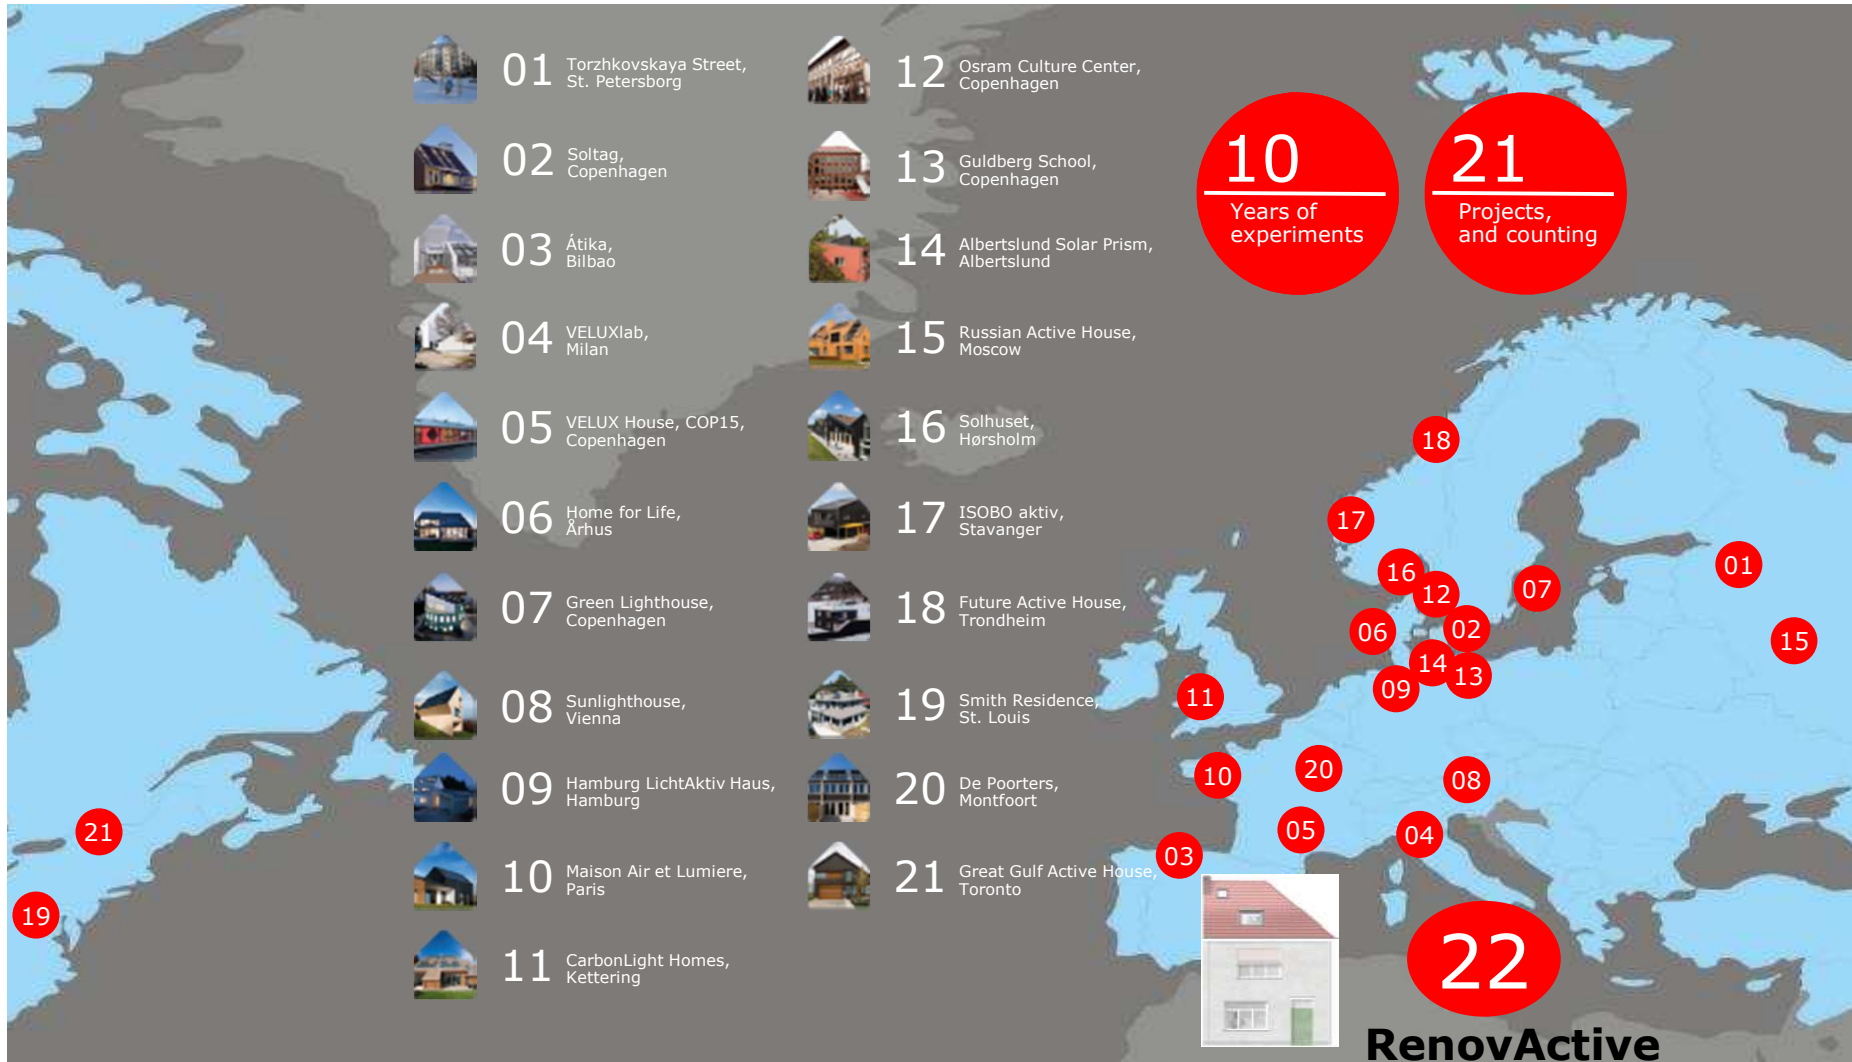 01 Torzhkovskaya Street,
St. Petersborg
02 Soltag,
Copenhagen
03 Átika,
Bilbao
04 VELUXlab,
Milan
05 VELUX House, COP15,
Copenhagen
06 Home for Life,
Århus
07 Green Lighthouse,
Copenhagen
08 Sunlighthouse,
Vienna
09 Hamburg LichtAktiv Haus,
Hamburg
10 Maison Air et Lumiere,
Paris
11 CarbonLight Homes,
Kettering
12 Osram Culture Center,
Copenhagen
13 Guldberg School,
Copenhagen
14 Albertslund Solar Prism,
Albertslund
15 Russian Active House,
Moscow
16 Solhuset,
Hørsholm
17 ISOBO aktiv,
Stavanger
18 Future Active House,
Trondheim
19 Smith Residence,
St. Louis
20 De Poorters,
Montfoort
21 Great Gulf Active House,
Toronto
10
Years of
experiments
21
Projects,
and counting
18
17
16
12
07
01
06
02
15
14
13
09
11
10
20
08
05
04
03
21
19
22
RenovActive